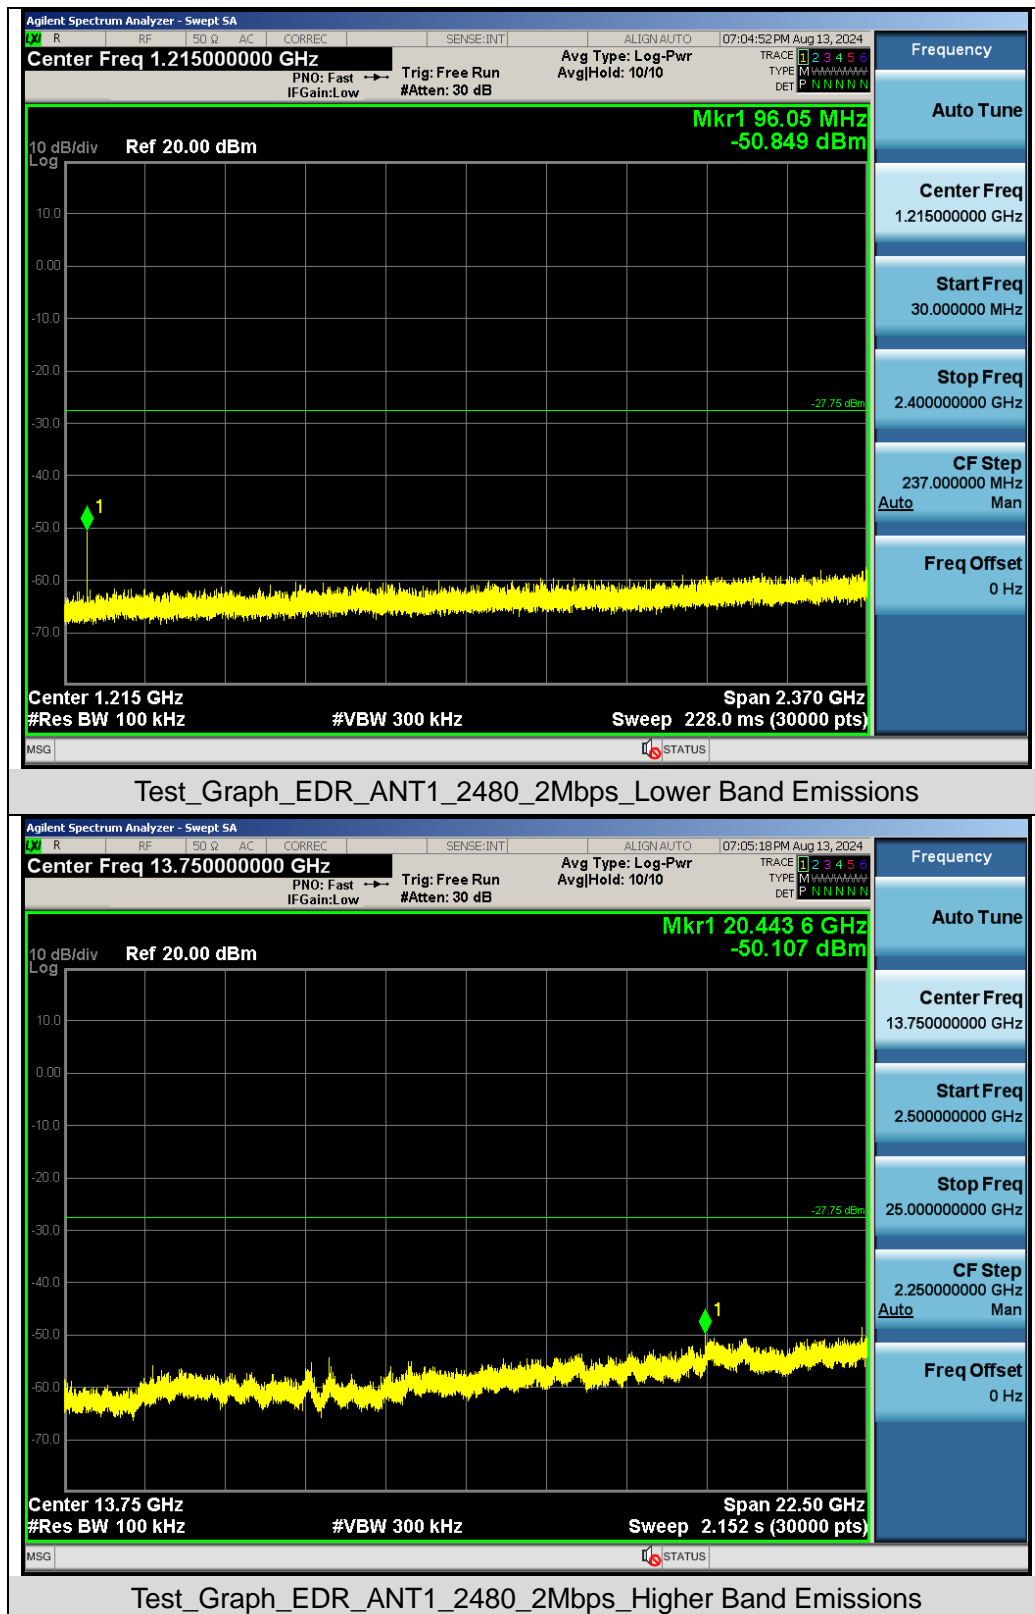 Agilent Spectrum Analyzer - Swept SA
LXI R RF 50 Ω AC CORREC SENSE:INT ALIGN AUTO 07:04:52 PM Aug 13, 2024
Center Freq 1.215000000 GHz
PNO: Fast Trig: Free Run Avg Type: Log-Pwr TRACE 1 2 3 4 5 6
IFGain:Low #Atten: 30 dB Avg|Hold: 10/10 TYPE M
DET P N N N N N
Mkr1 96.05 MHz
-50.849 dBm
10 dB/div Ref 20.00 dBm
Log
10.0
0.00
-10.0
-20.0
-27.75 dBm
-30.0
-40.0
1
-50.0
-60.0
-70.0
Center 1.215 GHz Span 2.370 GHz
#Res BW 100 kHz #VBW 300 kHz Sweep 228.0 ms (30000 pts)
MSG STATUS
Frequency
Auto Tune
Center Freq
1.215000000 GHz
Start Freq
30.000000 MHz
Stop Freq
2.400000000 GHz
CF Step
237.000000 MHz
Auto Man
Freq Offset
0 Hz
Test_Graph_EDR_ANT1_2480_2Mbps_Lower Band Emissions
Agilent Spectrum Analyzer - Swept SA
LXI R RF 50 Ω AC CORREC SENSE:INT ALIGN AUTO 07:05:18 PM Aug 13, 2024
Center Freq 13.750000000 GHz
PNO: Fast Trig: Free Run Avg Type: Log-Pwr TRACE 1 2 3 4 5 6
IFGain:Low #Atten: 30 dB Avg|Hold: 10/10 TYPE M
DET P N N N N N
Mkr1 20.443 6 GHz
-50.107 dBm
10 dB/div Ref 20.00 dBm
Log
10.0
0.00
-10.0
-20.0
-27.75 dBm
-30.0
-40.0
1
-50.0
-60.0
-70.0
Center 13.75 GHz Span 22.50 GHz
#Res BW 100 kHz #VBW 300 kHz Sweep 2.152 s (30000 pts)
MSG STATUS
Frequency
Auto Tune
Center Freq
13.750000000 GHz
Start Freq
2.500000000 GHz
Stop Freq
25.000000000 GHz
CF Step
2.250000000 GHz
Auto Man
Freq Offset
0 Hz
Test_Graph_EDR_ANT1_2480_2Mbps_Higher Band Emissions